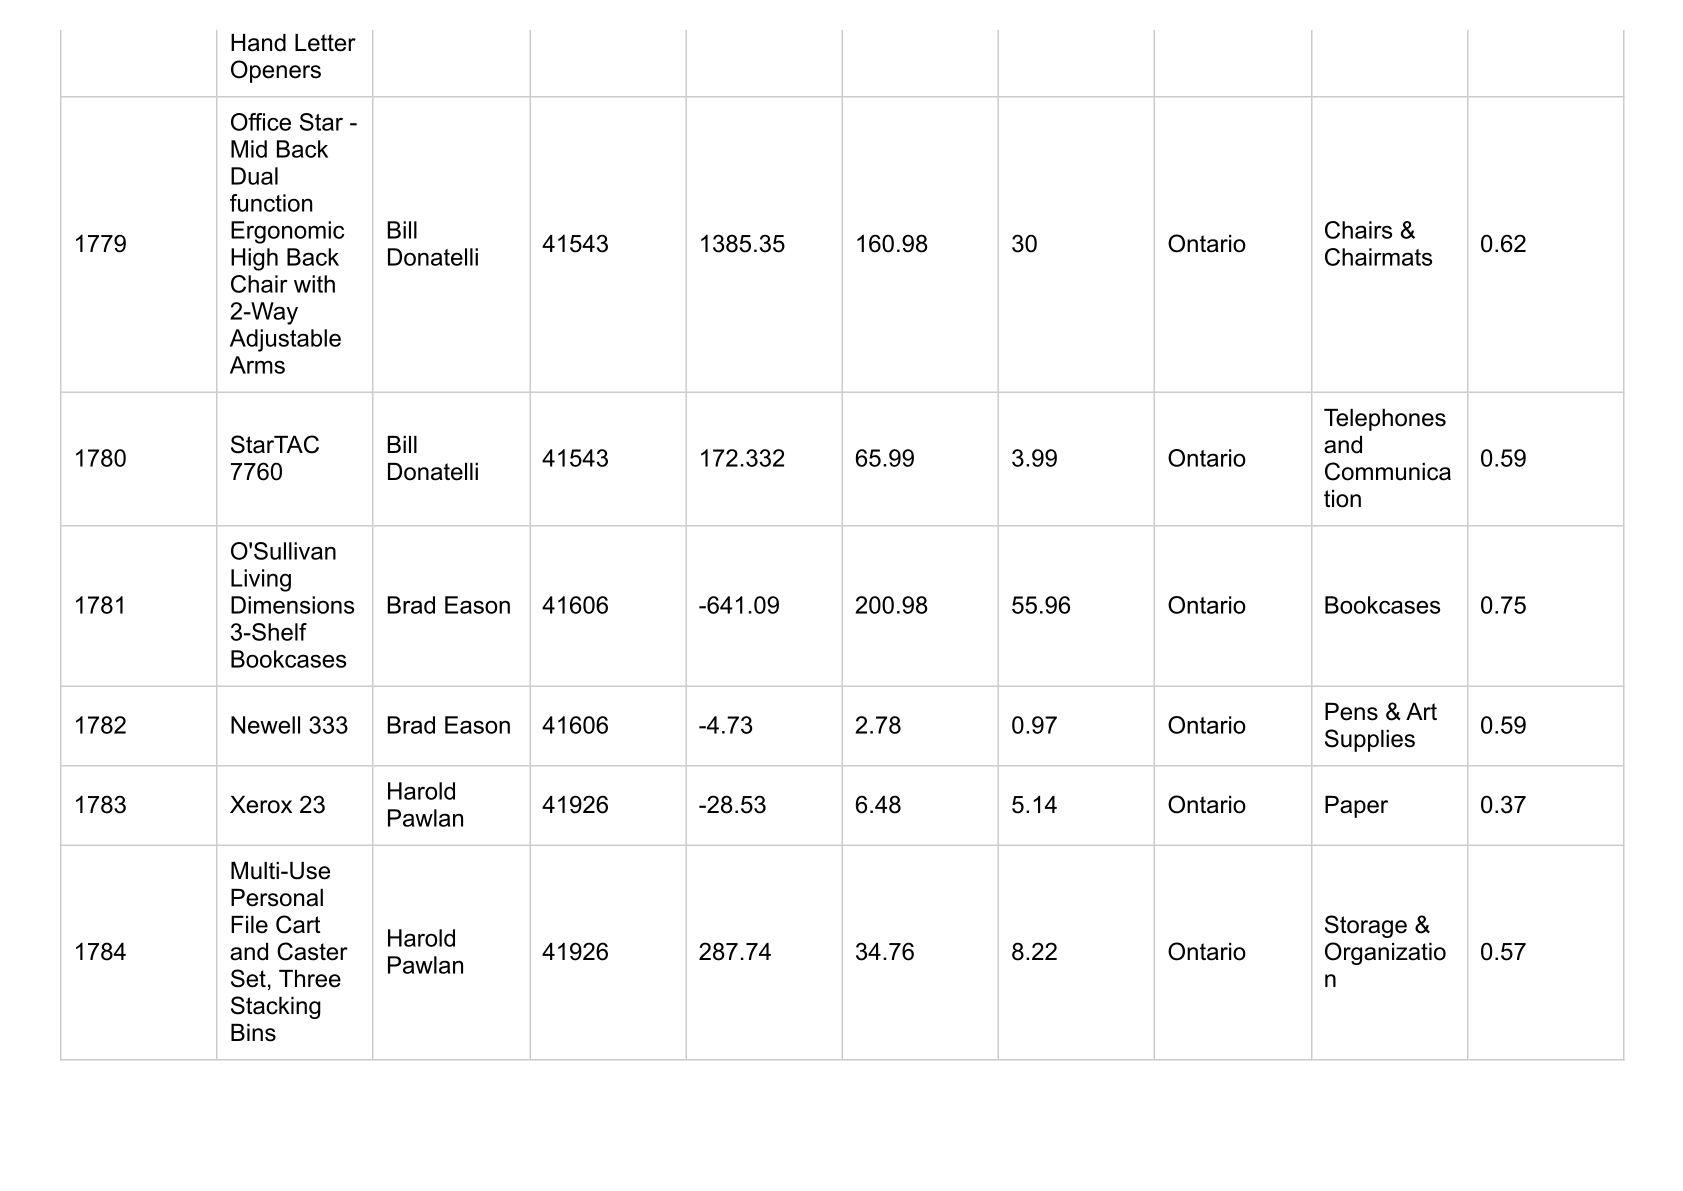 Hand Letter
Openers
1779
Office Star -
Mid Back
Dual
function
Ergonomic
High Back
Chair with
2-Way
Adjustable
Arms
Bill
Donatelli
41543
1385.35
160.98
30
Ontario
Chairs &
Chairmats
0.62
1780
StarTAC
7760
Bill
Donatelli
41543
172.332
65.99
3.99
Ontario
Telephones
and
Communica
tion
0.59
1781
O'Sullivan
Living
Dimensions
3-Shelf
Bookcases
Brad Eason
41606
-641.09
200.98
55.96
Ontario
Bookcases
0.75
1782
Newell 333
Brad Eason
41606
-4.73
2.78
0.97
Ontario
Pens & Art
Supplies
0.59
1783
Xerox 23
Harold
Pawlan
41926
-28.53
6.48
5.14
Ontario
Paper
0.37
1784
Multi-Use
Personal
File Cart
and Caster
Set, Three
Stacking
Bins
Harold
Pawlan
41926
287.74
34.76
8.22
Ontario
Storage &
Organizatio
n
0.57